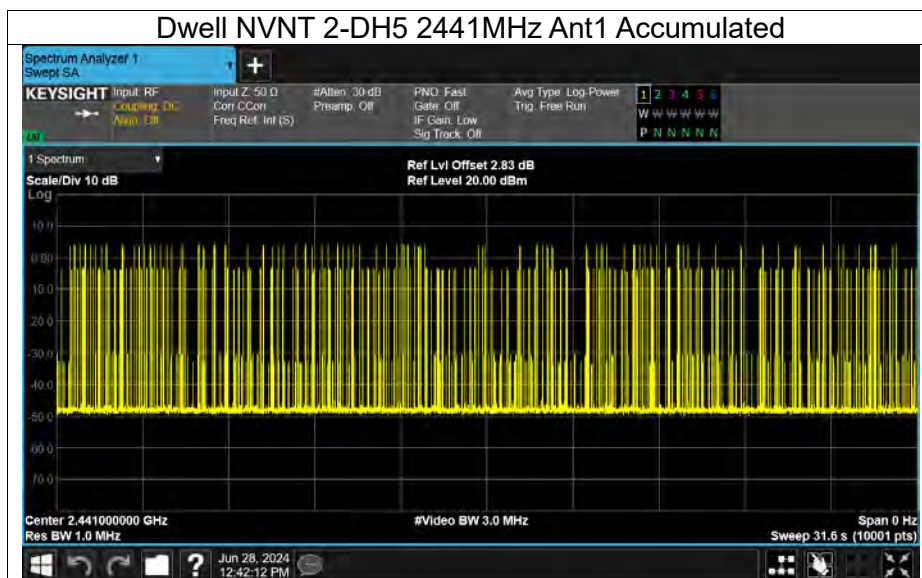 Dwell NVNT 2-DH5 2441MHz Ant1 Accumulated
Spectrum Analyzer 1
Swept SA
+
KEYSIGHT Input: RF Input Z: 50 Ω #Atten: 30 dB PNO: Fast Avg Type: Log-Power 1 2 3 4 5 6
Coupling: DC Corr CCorr Preamp: Off Gate: Off Trig: Free Run W W W W W W
Align: Off Freq Ref: Int (S) IF Gain: Low P N N N N N
Sig Track: Off
LXI
1 Spectrum Ref Lvl Offset 2.83 dB
Scale/Div 10 dB Ref Level 20.00 dBm
Log
10.0
0.00
-10.0
-20.0
-30.0
-40.0
-50.0
-60.0
-70.0
Center 2.441000000 GHz #Video BW 3.0 MHz Span 0 Hz
Res BW 1.0 MHz Sweep 31.6 s (10001 pts)
? Jun 28, 2024
12:42:12 PM